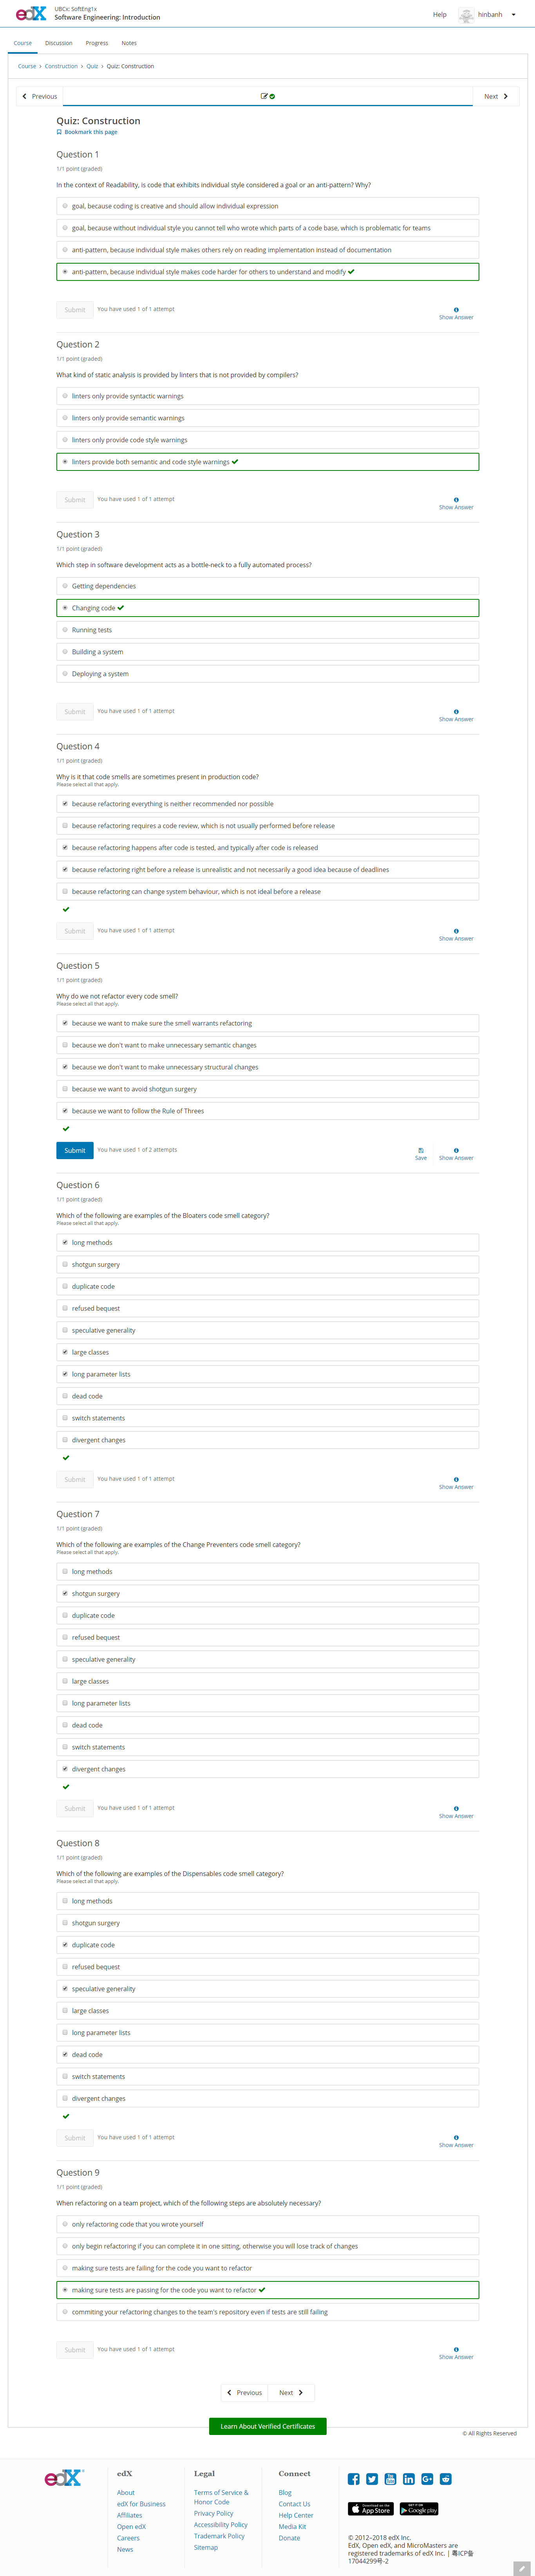 edX
UBCx: SoftEng1x
Software Engineering: Introduction
Help
hinbanh
Course
Discussion
Progress
Notes
Course > Construction > Quiz > Quiz: Construction
Previous
Next
Quiz: Construction
Bookmark this page
Question 1
1/1 point (graded)
In the context of Readability, is code that exhibits individual style considered a goal or an anti-pattern? Why?
goal, because coding is creative and should allow individual expression
goal, because without individual style you cannot tell who wrote which parts of a code base, which is problematic for teams
anti-pattern, because individual style makes others rely on reading implementation instead of documentation
anti-pattern, because individual style makes code harder for others to understand and modify
Submit
You have used 1 of 1 attempt
Show Answer
Question 2
1/1 point (graded)
What kind of static analysis is provided by linters that is not provided by compilers?
linters only provide syntactic warnings
linters only provide semantic warnings
linters only provide code style warnings
linters provide both semantic and code style warnings
Submit
You have used 1 of 1 attempt
Show Answer
Question 3
1/1 point (graded)
Which step in software development acts as a bottle-neck to a fully automated process?
Getting dependencies
Changing code
Running tests
Building a system
Deploying a system
Submit
You have used 1 of 1 attempt
Show Answer
Question 4
1/1 point (graded)
Why is it that code smells are sometimes present in production code?
Please select all that apply.
because refactoring everything is neither recommended nor possible
because refactoring requires a code review, which is not usually performed before release
because refactoring happens after code is tested, and typically after code is released
because refactoring right before a release is unrealistic and not necessarily a good idea because of deadlines
because refactoring can change system behaviour, which is not ideal before a release
Submit
You have used 1 of 1 attempt
Show Answer
Question 5
1/1 point (graded)
Why do we not refactor every code smell?
Please select all that apply.
because we want to make sure the smell warrants refactoring
because we don't want to make unnecessary semantic changes
because we don't want to make unnecessary structural changes
because we want to avoid shotgun surgery
because we want to follow the Rule of Threes
Submit
You have used 1 of 2 attempts
Save
Show Answer
Question 6
1/1 point (graded)
Which of the following are examples of the Bloaters code smell category?
Please select all that apply.
long methods
shotgun surgery
duplicate code
refused bequest
speculative generality
large classes
long parameter lists
dead code
switch statements
divergent changes
Submit
You have used 1 of 1 attempt
Show Answer
Question 7
1/1 point (graded)
Which of the following are examples of the Change Preventers code smell category?
Please select all that apply.
long methods
shotgun surgery
duplicate code
refused bequest
speculative generality
large classes
long parameter lists
dead code
switch statements
divergent changes
Submit
You have used 1 of 1 attempt
Show Answer
Question 8
1/1 point (graded)
Which of the following are examples of the Dispensables code smell category?
Please select all that apply.
long methods
shotgun surgery
duplicate code
refused bequest
speculative generality
large classes
long parameter lists
dead code
switch statements
divergent changes
Submit
You have used 1 of 1 attempt
Show Answer
Question 9
1/1 point (graded)
When refactoring on a team project, which of the following steps are absolutely necessary?
only refactoring code that you wrote yourself
only begin refactoring if you can complete it in one sitting, otherwise you will lose track of changes
making sure tests are failing for the code you want to refactor
making sure tests are passing for the code you want to refactor
commiting your refactoring changes to the team's repository even if tests are still failing
Submit
You have used 1 of 1 attempt
Show Answer
Previous
Next
Learn About Verified Certificates
© All Rights Reserved
edX
edX
About
edX for Business
Affiliates
Open edX
Careers
News
Legal
Terms of Service &
Honor Code
Privacy Policy
Accessibility Policy
Trademark Policy
Sitemap
Connect
Blog
Contact Us
Help Center
Media Kit
Donate
Download on the
App Store
GET IT ON
Google play
© 2012–2018 edX Inc.
EdX, Open edX, and MicroMasters are
registered trademarks of edX Inc. | 粤ICP备
17044299号-2